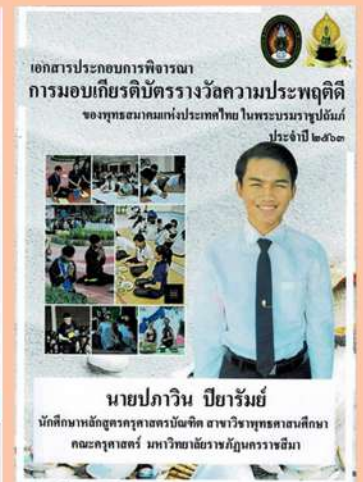 เอกสารประกอบการพิจารณา
การมอบเกียรติบัตรรางวัลความประพฤติดี
ของพุทธสมาคมแห่งประเทศไทย ในพระบรมราชูปถัมภ์
ประจำปี ๒๕๖๓
นายปภาวิน ปิยารัมย์
นักศึกษาหลักสูตรครุศาสตรบัณฑิต สาขาวิชาพุทธศาสนศึกษา
คณะครุศาสตร์ มหาวิทยาลัยราชภัฏนครราชสีมา